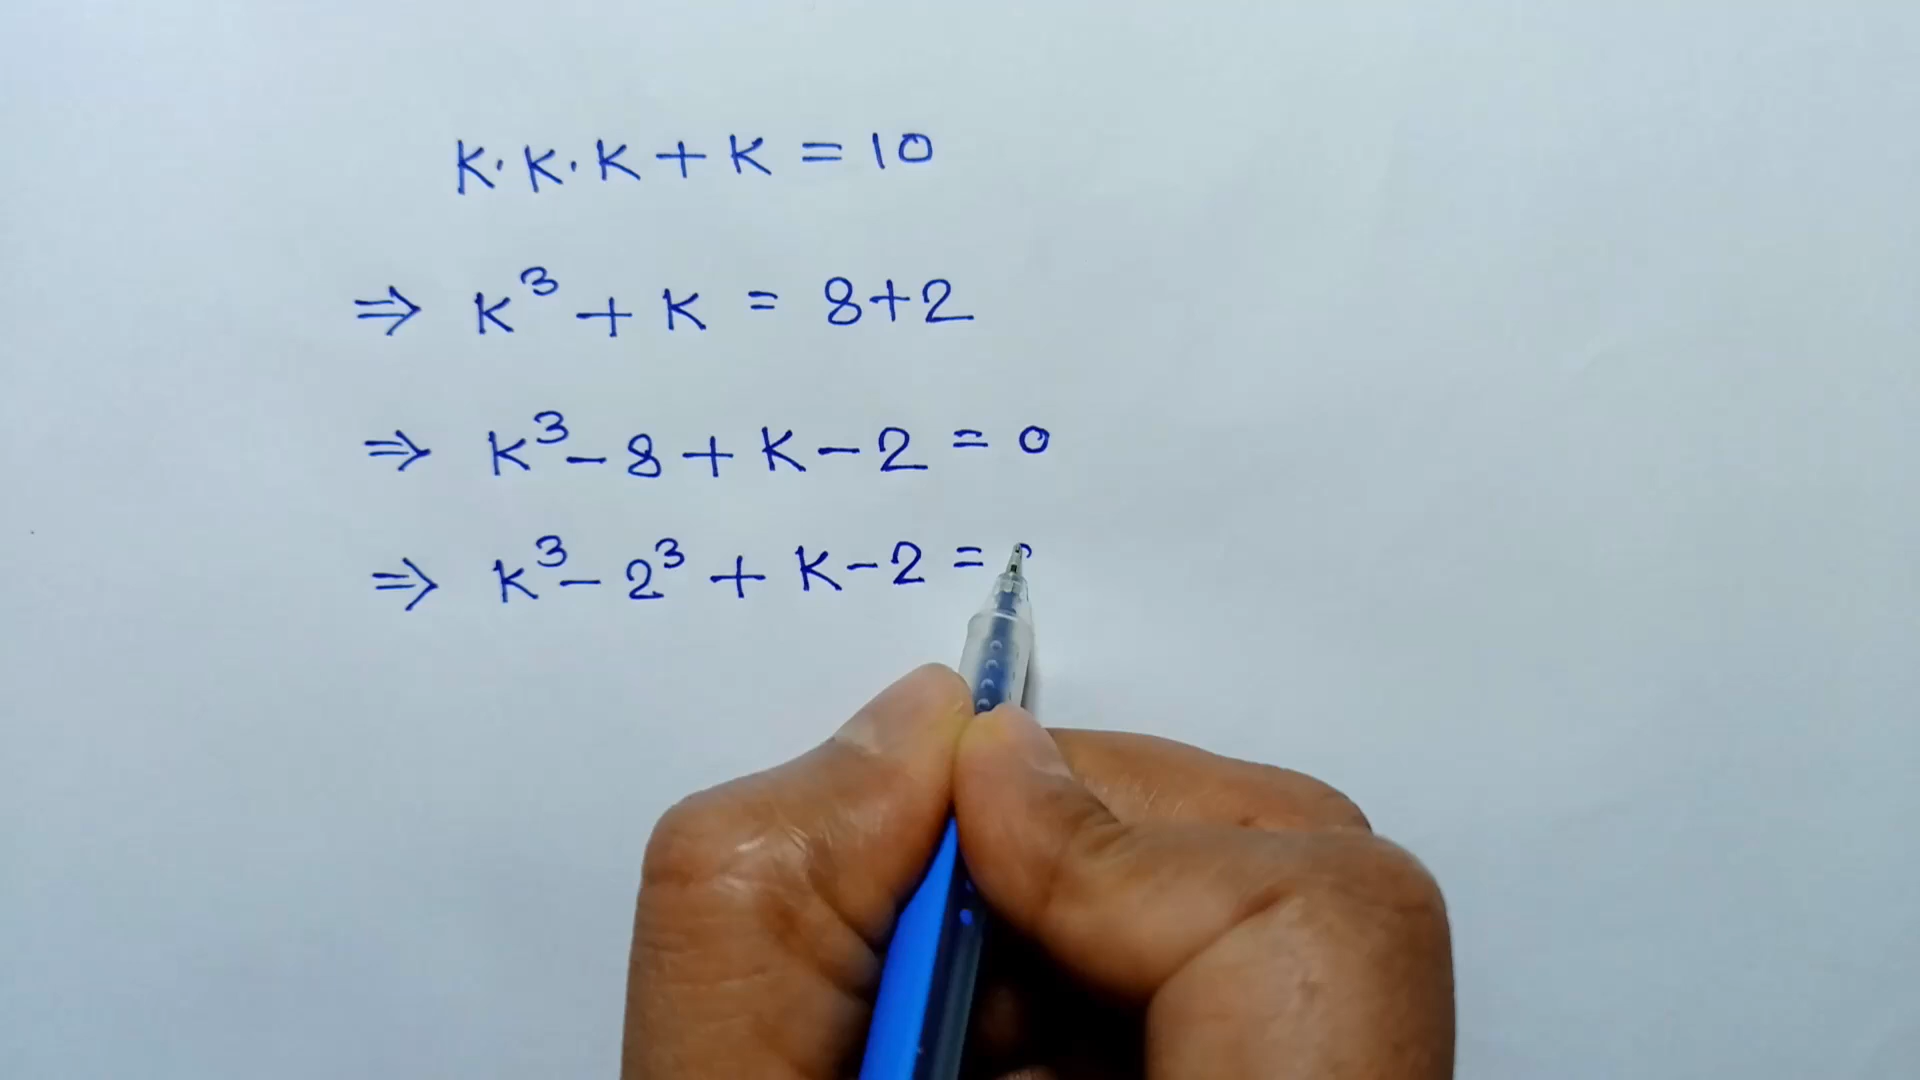 K·K·K+K=10
⇒ K³+K = 8+2
⇒ K³-8+K-2=0
⇒ K³-2³+K-2=